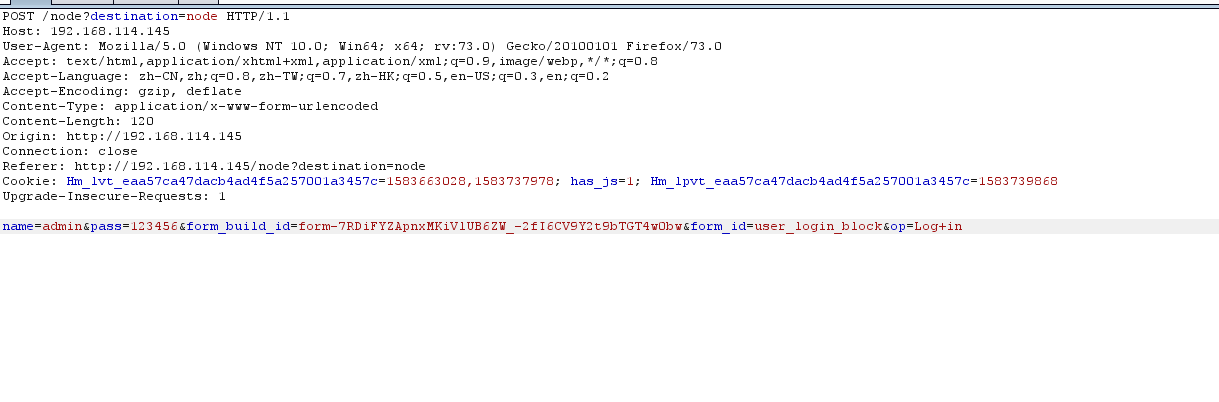 POST /node?destination=node HTTP/1.1
Host: 192.168.114.145
User-Agent: Mozilla/5.0 (Windows NT 10.0; Win64; x64; rv:73.0) Gecko/20100101 Firefox/73.0
Accept: text/html,application/xhtml+xml,application/xml;q=0.9,image/webp,*/*;q=0.8
Accept-Language: zh-CN,zh;q=0.8,zh-TW;q=0.7,zh-HK;q=0.5,en-US;q=0.3,en;q=0.2
Accept-Encoding: gzip, deflate
Content-Type: application/x-www-form-urlencoded
Content-Length: 120
Origin: http://192.168.114.145
Connection: close
Referer: http://192.168.114.145/node?destination=node
Cookie: Hm_lvt_eaa57ca47dacb4ad4f5a257001a3457c=1583663028,1583737978; has_js=1; Hm_lpvt_eaa57ca47dacb4ad4f5a257001a3457c=1583739868
Upgrade-Insecure-Requests: 1
name=admin&pass=123456&form_build_id=form-7RDiFYZApnxMKiVlUB6ZW_-2fI6CV9Y2t9bTGT4w0bw&form_id=user_login_block&op=Log+in